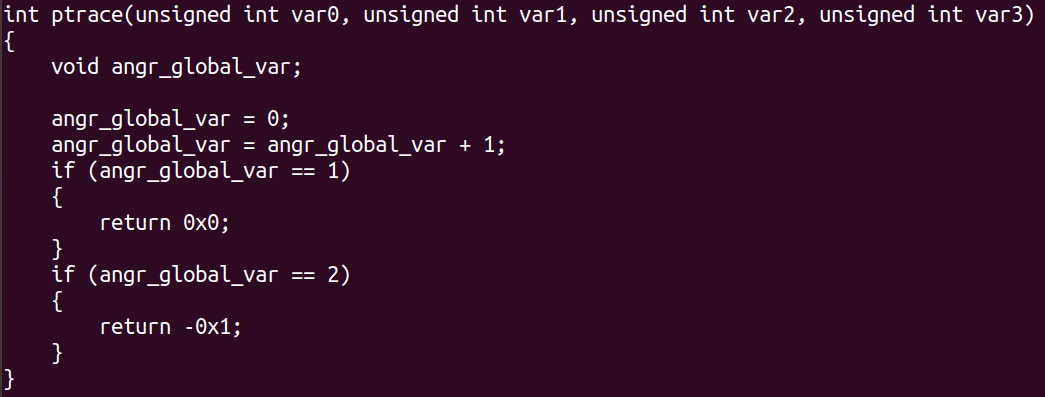 int ptrace(unsigned int var0, unsigned int var1, unsigned int var2, unsigned int var3)
{
    void angr_global_var;

    angr_global_var = 0;
    angr_global_var = angr_global_var + 1;
    if (angr_global_var == 1)
    {
        return 0x0;
    }
    if (angr_global_var == 2)
    {
        return -0x1;
    }
}